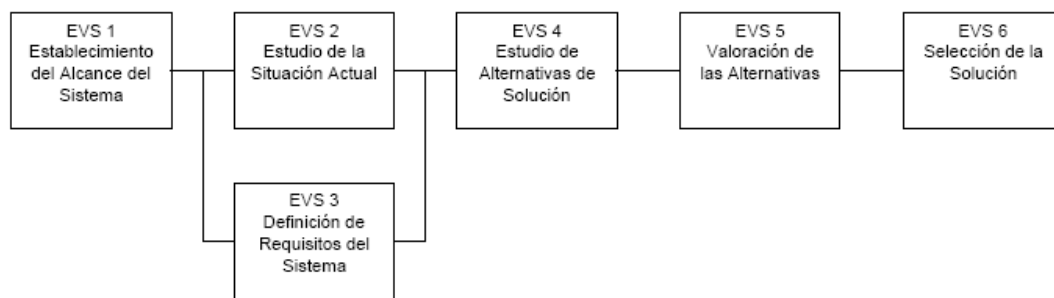 EVS 1
Establecimiento
del Alcance del
Sistema
EVS 2
Estudio de la
Situación Actual
EVS 4
Estudio de
Alternativas de
Solución
EVS 5
Valoración de
las Alternativas
EVS 6
Selección de la
Solución
EVS 3
Definición de
Requisitos del
Sistema